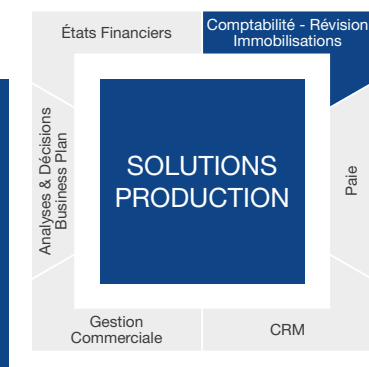 États Financiers
Comptabilité - Révision
Immobilisations
Analyses & Décisions
Business Plan
SOLUTIONS
PRODUCTION
Paie
Gestion
Commerciale
CRM